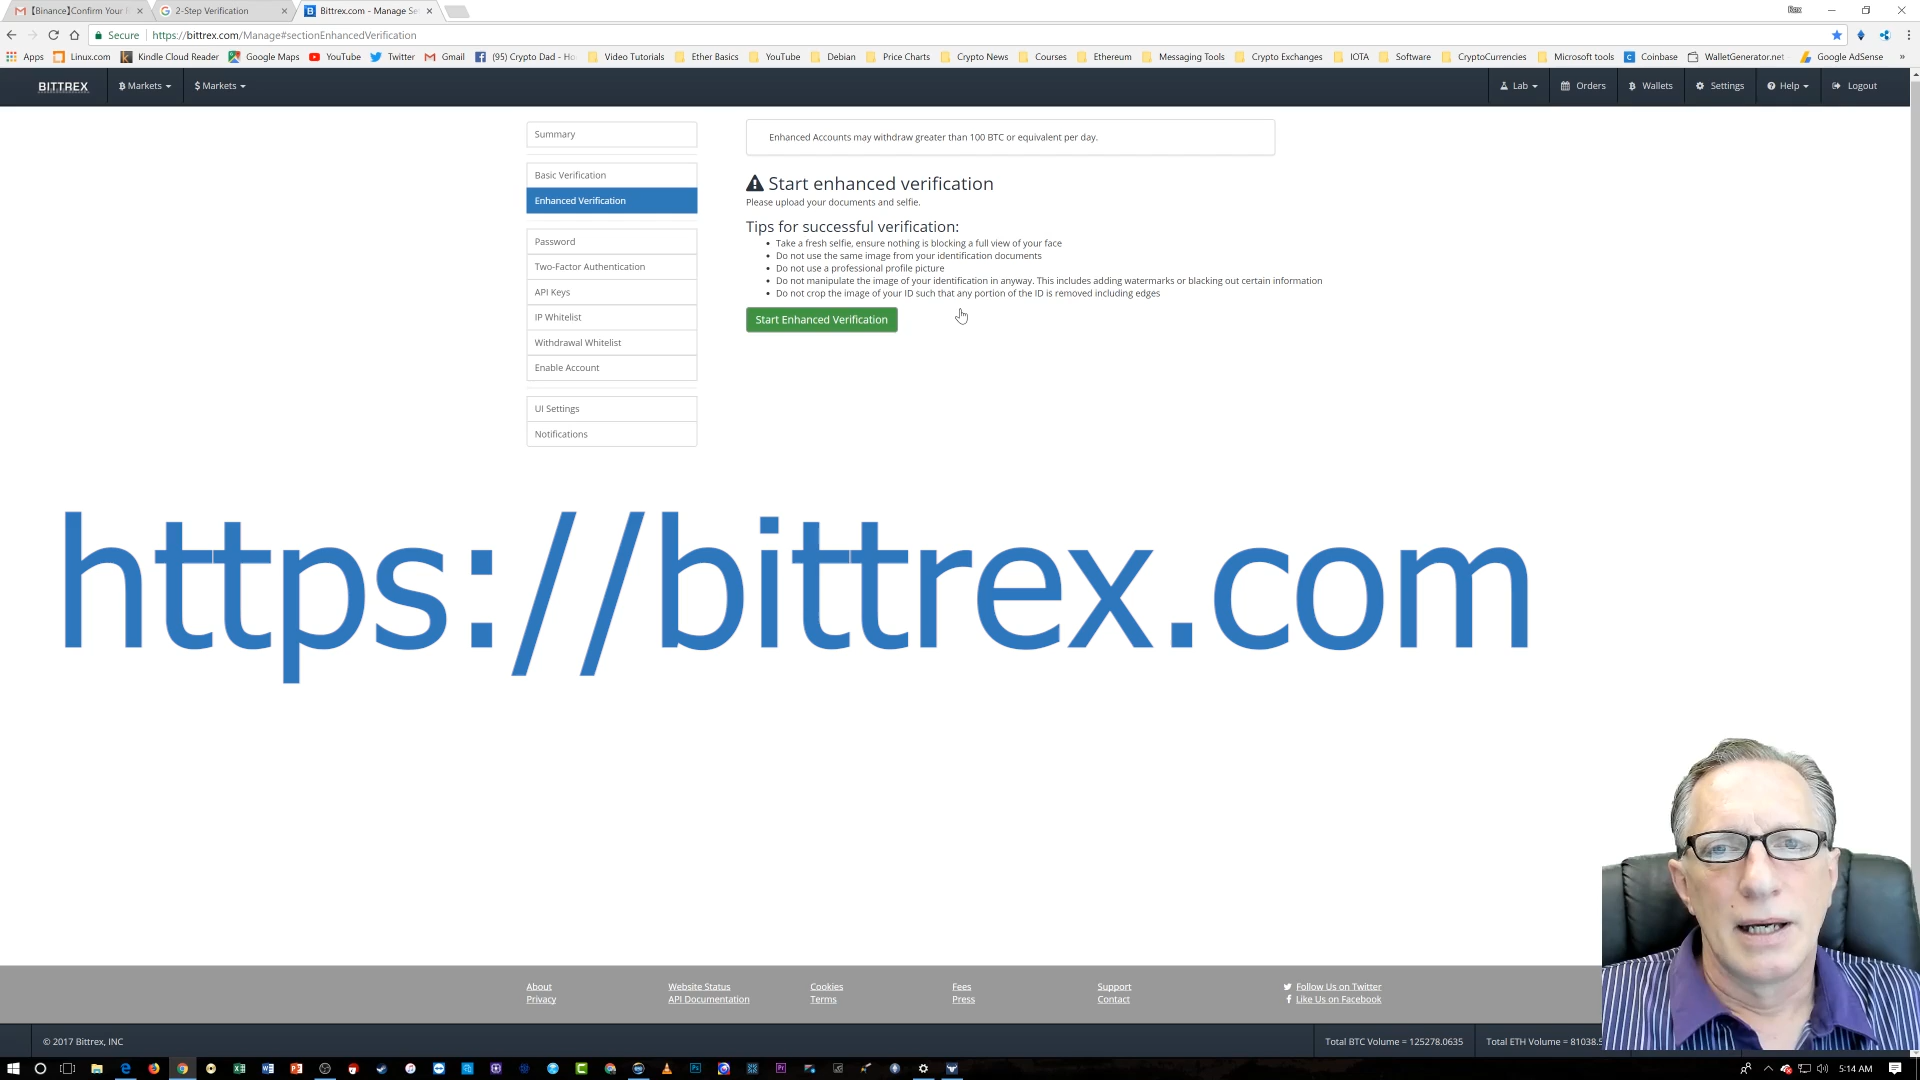 【Binance】Confirm Your
2-Step Verification
Bittrex.com - Manage Se
Secure
https://bittrex.com/Manage#sectionEnhancedVerification
Apps Linux.com Kindle Cloud Reader Google Maps YouTube Twitter Gmail (95) Crypto Dad - Ho Video Tutorials Ether Basics YouTube Debian Price Charts Crypto News Courses Ethereum Messaging Tools Crypto Exchanges IOTA Software CryptoCurrencies Microsoft tools Coinbase WalletGenerator.net Google AdSense »
BITTREX Markets $ Markets Lab Orders Wallets Settings Help Logout
Summary
Basic Verification
Enhanced Verification
Password
Two-Factor Authentication
API Keys
IP Whitelist
Withdrawal Whitelist
Enable Account
UI Settings
Notifications
Enhanced Accounts may withdraw greater than 100 BTC or equivalent per day.
Start enhanced verification
Please upload your documents and selfie.
Tips for successful verification:
• Take a fresh selfie, ensure nothing is blocking a full view of your face
• Do not use the same image from your identification documents
• Do not use a professional profile picture
• Do not manipulate the image of your identification in anyway. This includes adding watermarks or blacking out certain information
• Do not crop the image of your ID such that any portion of the ID is removed including edges
Start Enhanced Verification
https://bittrex.com
About Website Status Cookies Fees Support Follow Us on Twitter
Privacy API Documentation Terms Press Contact Like Us on Facebook
© 2017 Bittrex, INC
Total BTC Volume = 125278.0635
Total ETH Volume = 81038.5
5:14 AM